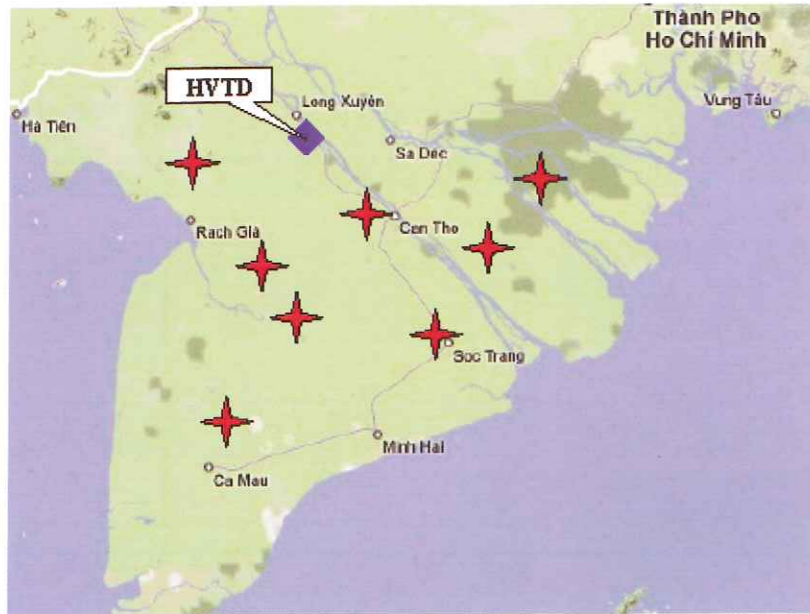 Thành Pho
Ho Chí Minh
HVTD
Long Xuyên
Vung Tâu
Hà Tiên
Sa Déc
Rach Giá
Can Tho
Soc Trang
Minh Hai
Ca Mau